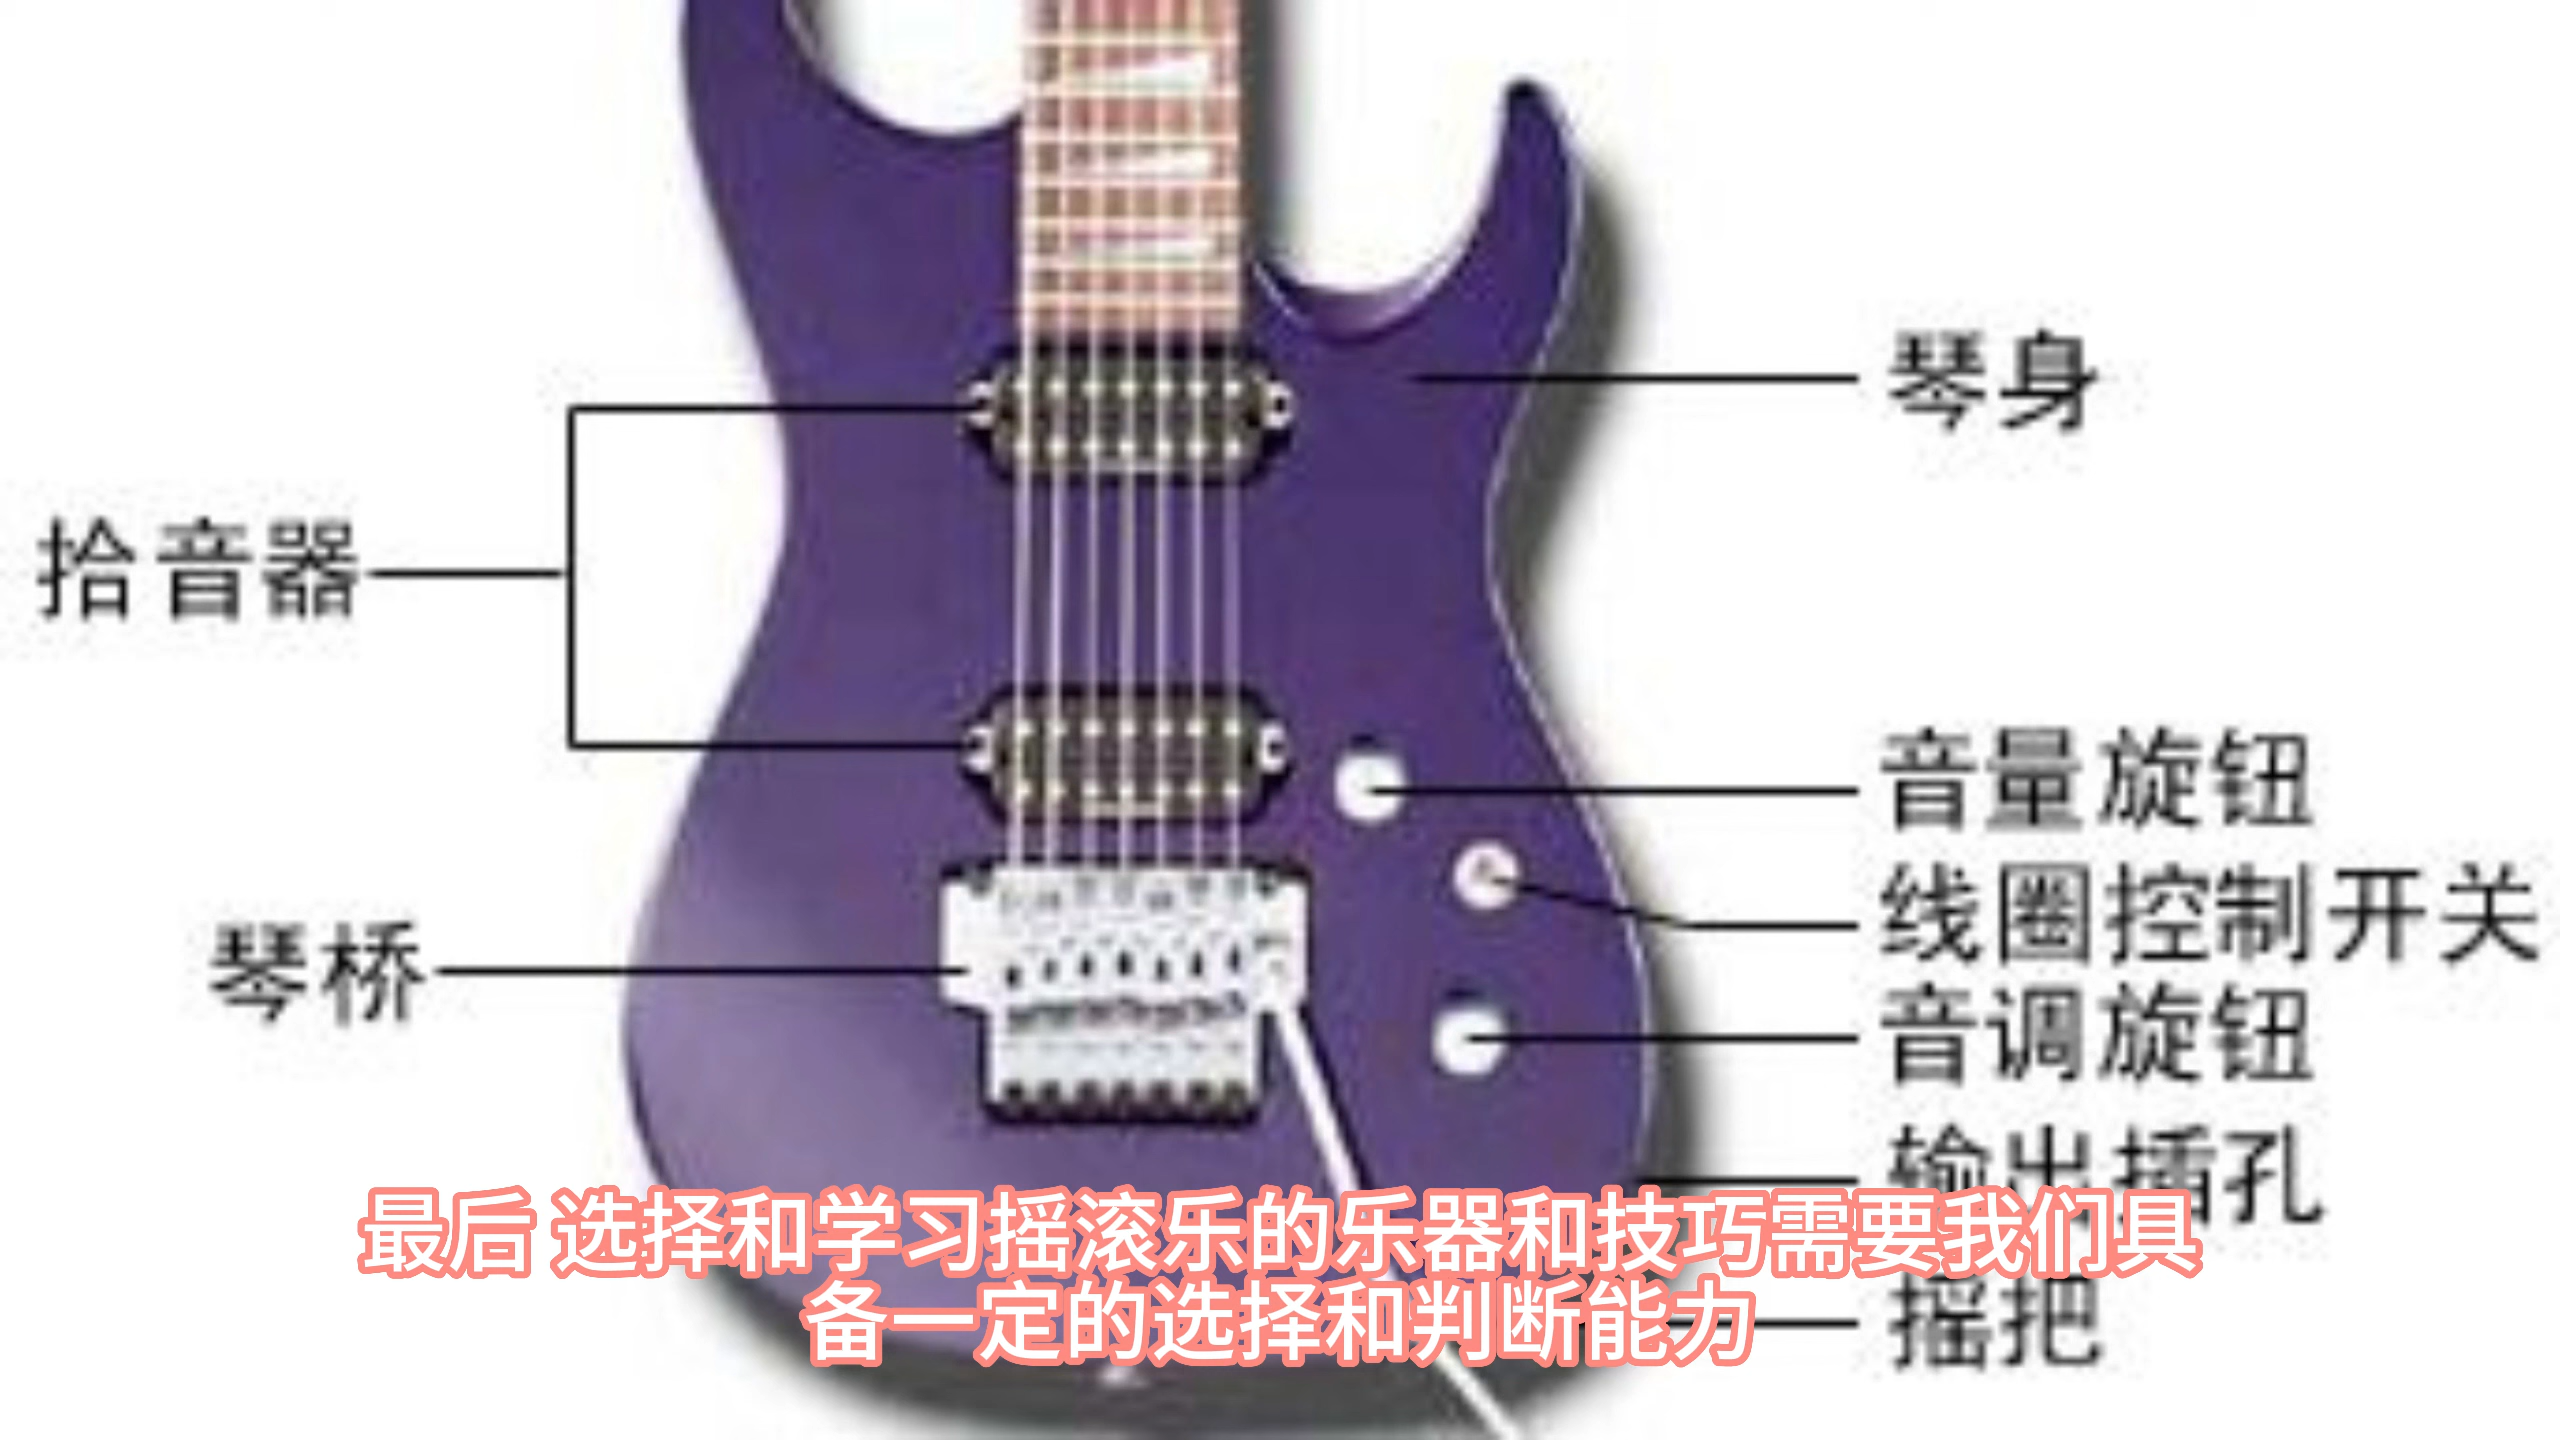 琴身
拾音器
音量旋钮
线圈控制开关
琴桥
音调旋钮
输出插孔
最后 选择和学习摇滚乐的乐器和技巧需要我们具
备一定的选择和判断能力
摇把